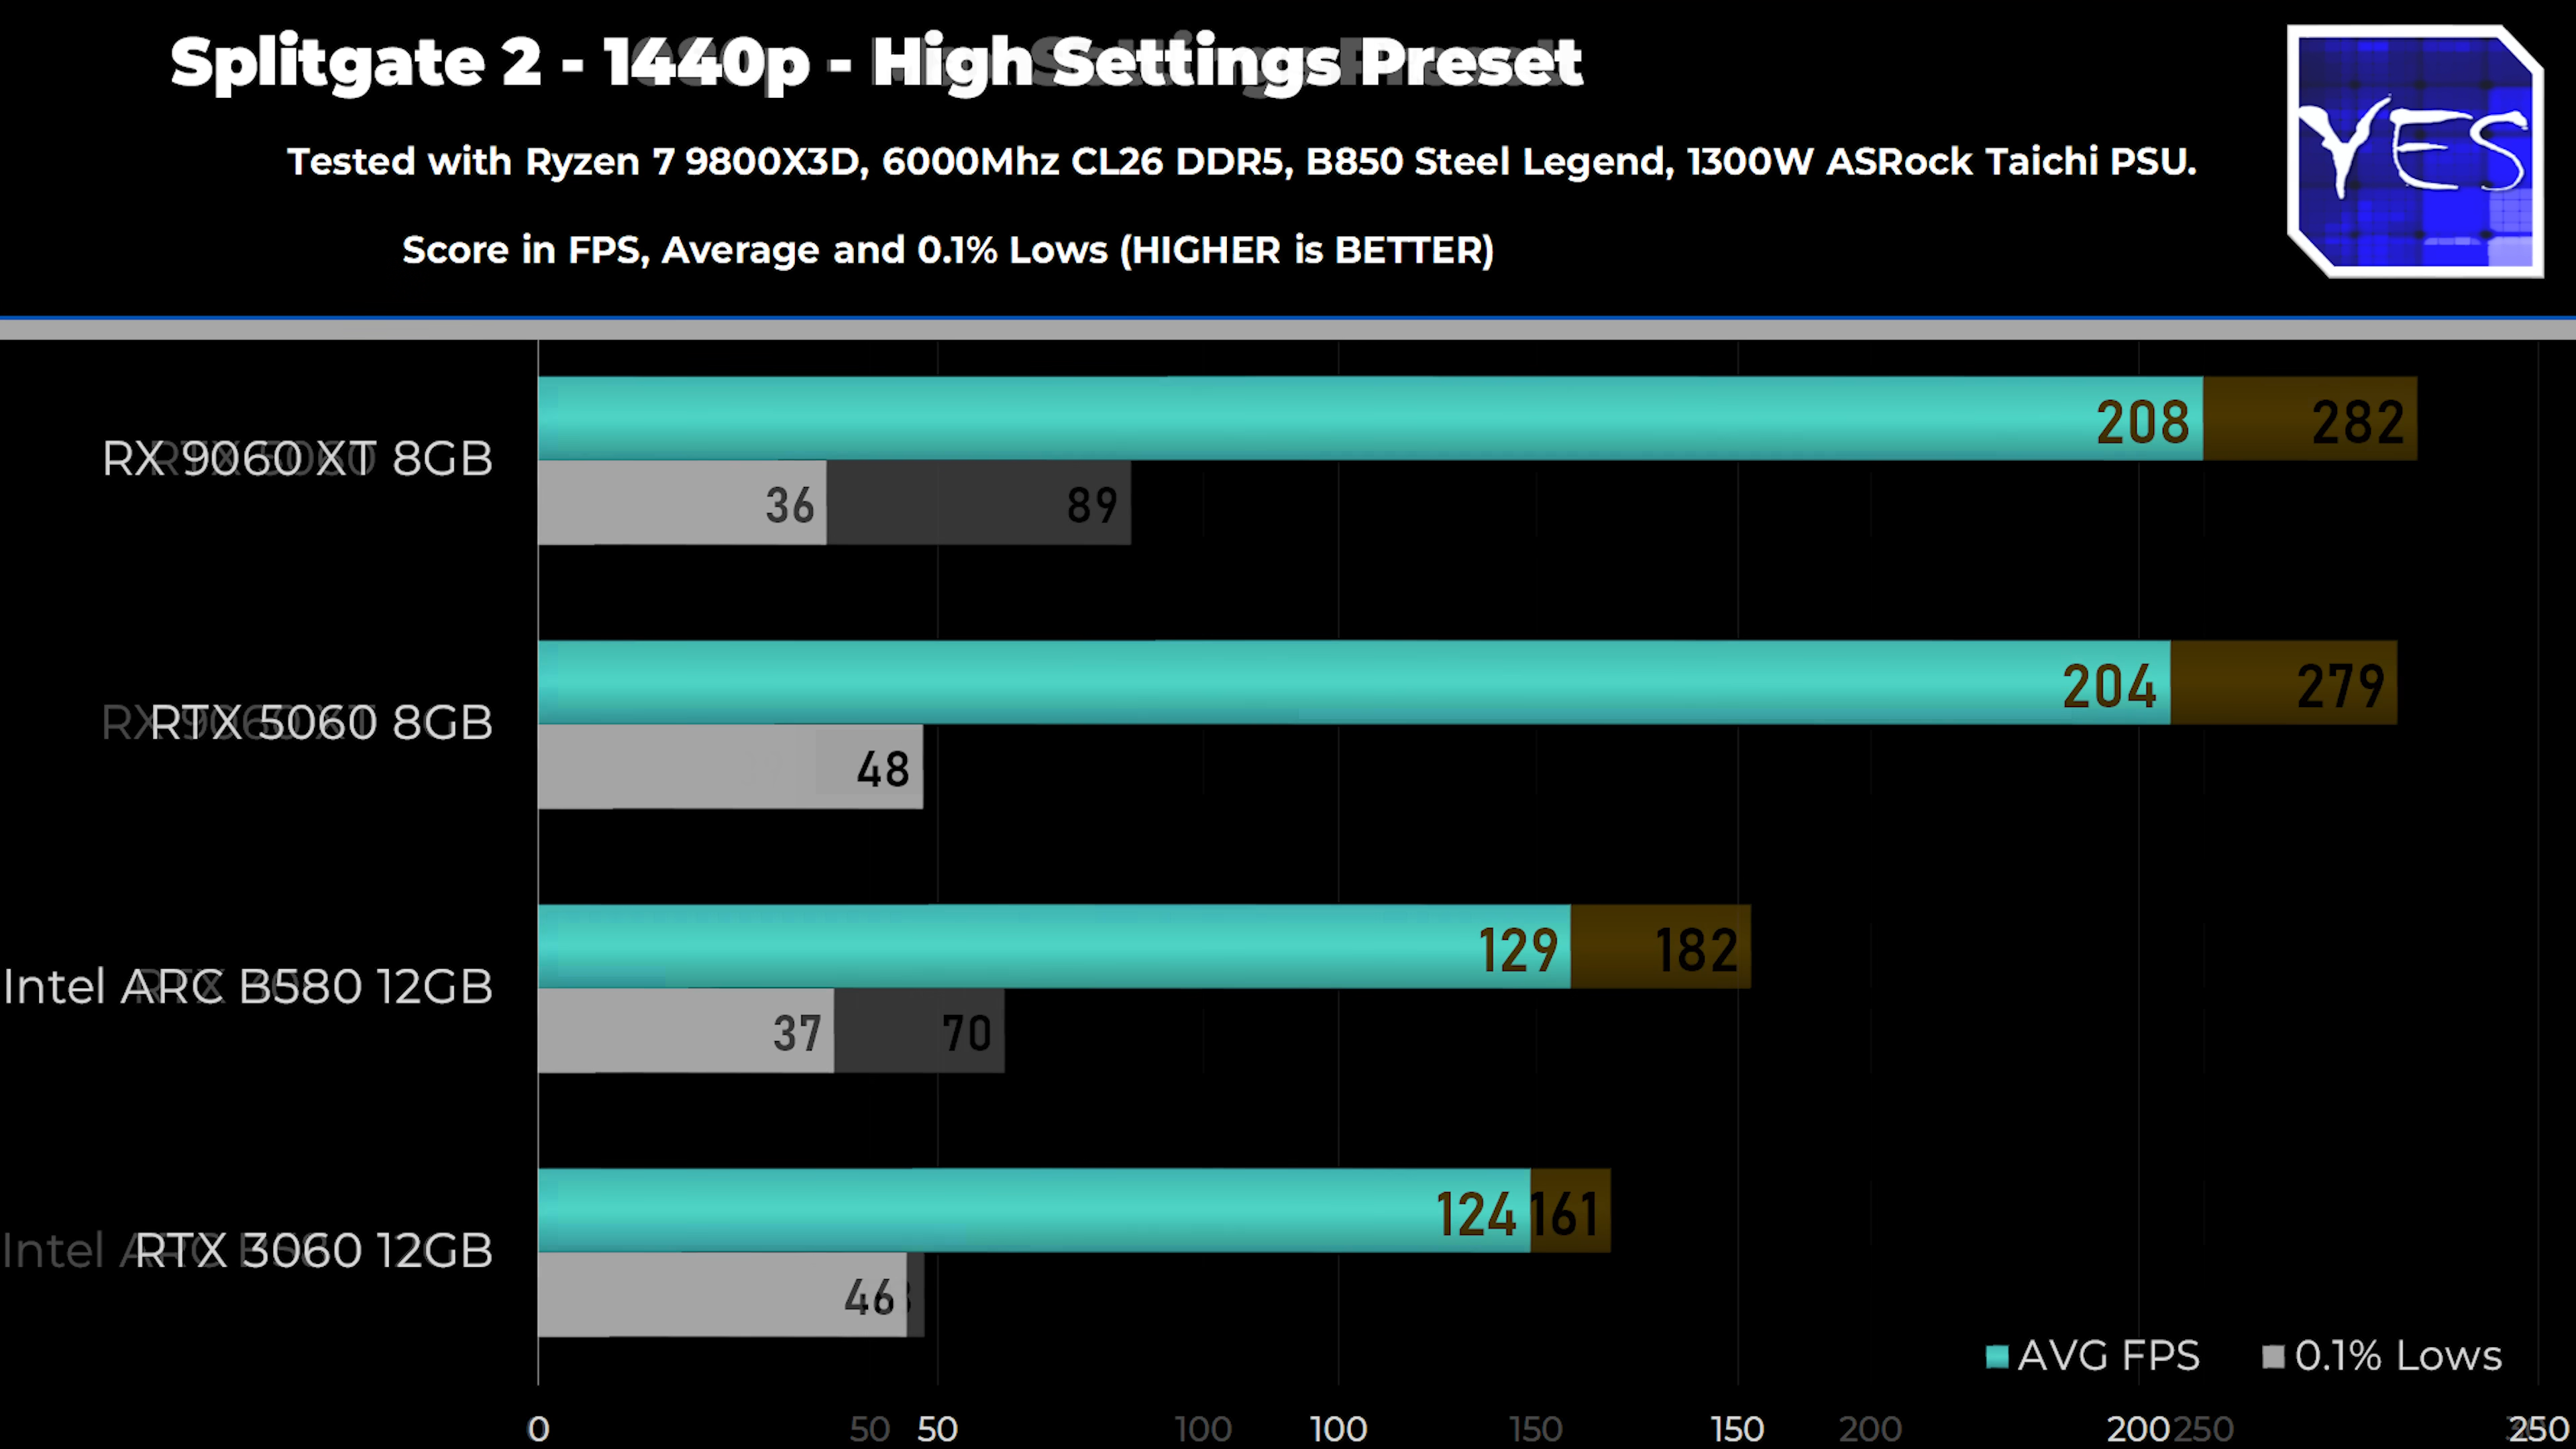 Splitgate 2 - 1440p - High Settings Preset
Tested with Ryzen 7 9800X3D, 6000Mhz CL26 DDR5, B850 Steel Legend, 1300W ASRock Taichi PSU.
Score in FPS, Average and 0.1% Lows (HIGHER is BETTER)
YES
RX 9060 XT 8GB
208 282
36 89
RTX 5060 8GB
204 279
48
Intel ARC B580 12GB
129 182
37 70
RTX 3060 12GB
124 161
46
AVG FPS 0.1% Lows
0 50 50 100 100 150 150 200 200 250 250